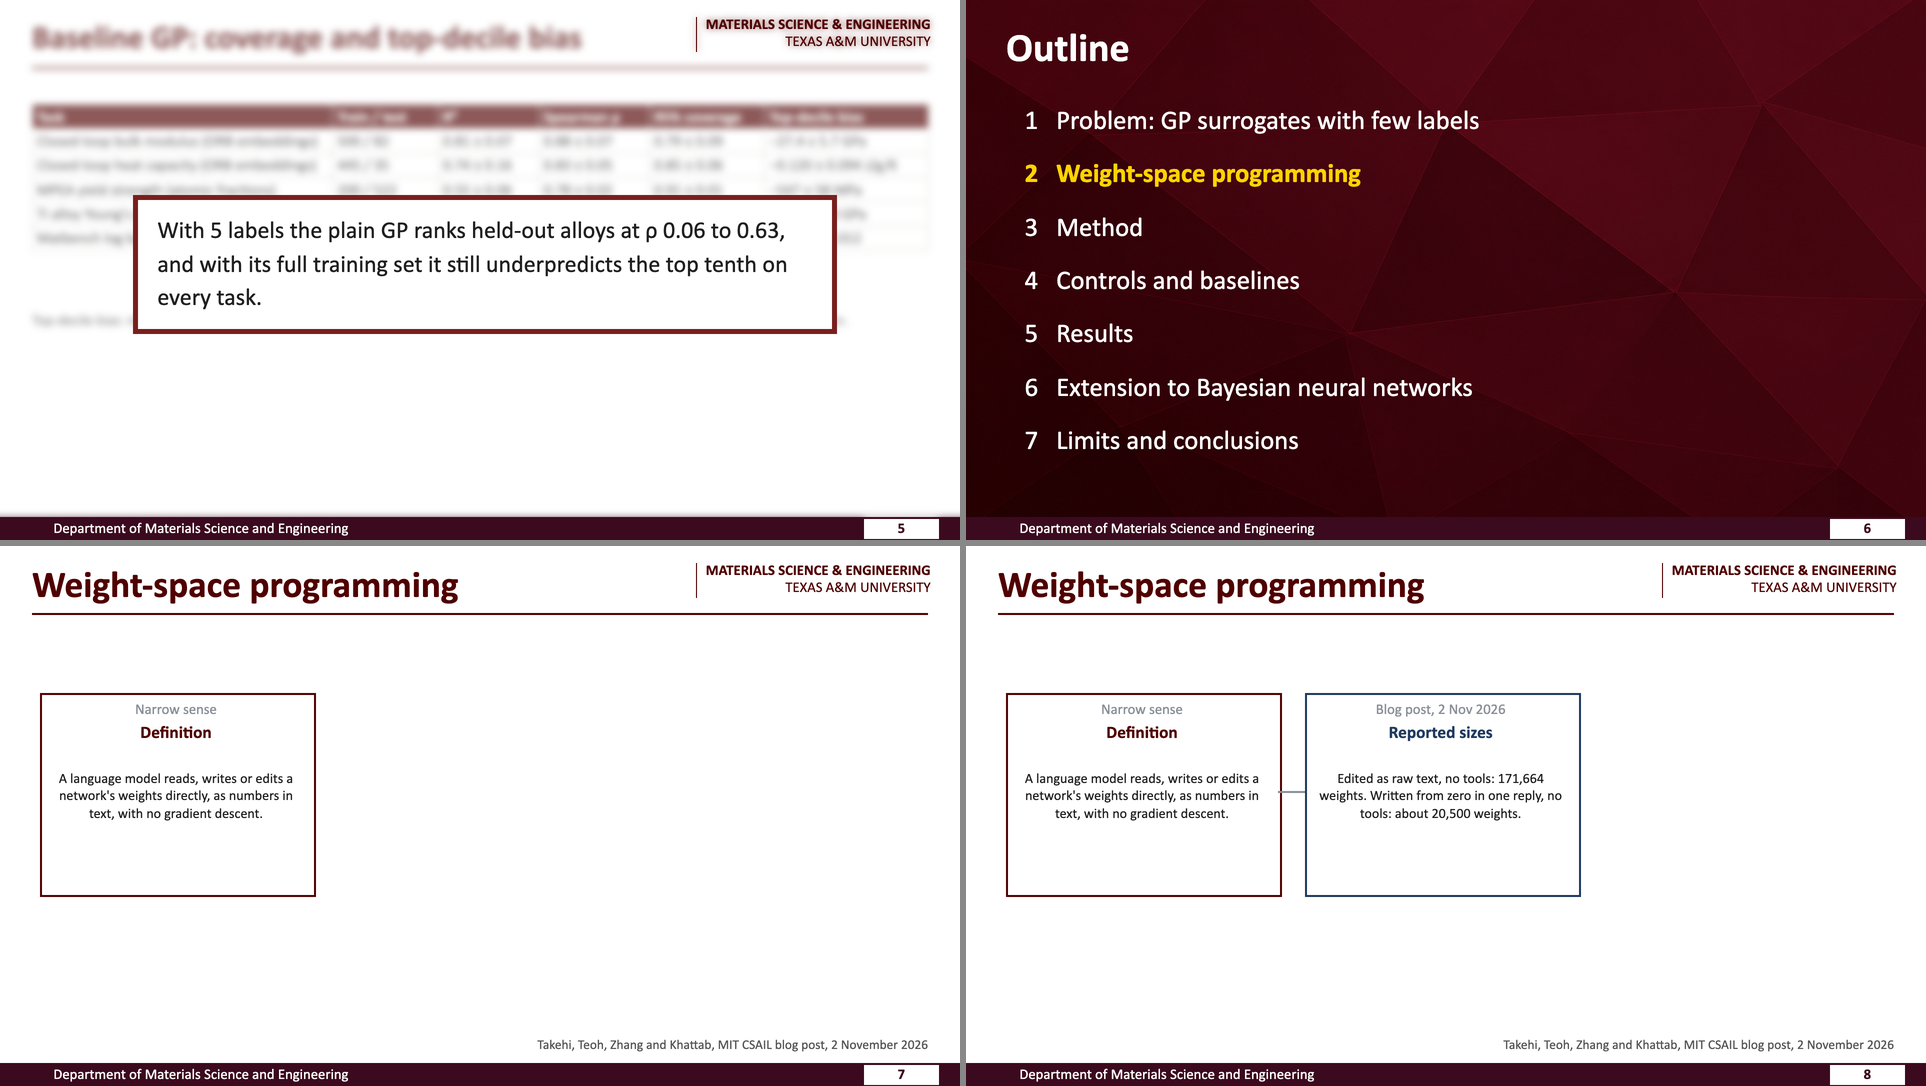 Baseline GP: coverage and top-decile bias
MATERIALS SCIENCE & ENGINEERING
TEXAS A&M UNIVERSITY
With 5 labels the plain GP ranks held-out alloys at ρ 0.06 to 0.63,
and with its full training set it still underpredicts the top tenth on
every task.
Department of Materials Science and Engineering
5
Outline
1 Problem: GP surrogates with few labels
2 Weight-space programming
3 Method
4 Controls and baselines
5 Results
6 Extension to Bayesian neural networks
7 Limits and conclusions
Department of Materials Science and Engineering
6
Weight-space programming
MATERIALS SCIENCE & ENGINEERING
TEXAS A&M UNIVERSITY
Narrow sense
Definition
A language model reads, writes or edits a
network's weights directly, as numbers in
text, with no gradient descent.
Takehi, Teoh, Zhang and Khattab, MIT CSAIL blog post, 2 November 2026
Department of Materials Science and Engineering
7
Weight-space programming
MATERIALS SCIENCE & ENGINEERING
TEXAS A&M UNIVERSITY
Narrow sense
Definition
A language model reads, writes or edits a
network's weights directly, as numbers in
text, with no gradient descent.
Blog post, 2 Nov 2026
Reported sizes
Edited as raw text, no tools: 171,664
weights. Written from zero in one reply, no
tools: about 20,500 weights.
Takehi, Teoh, Zhang and Khattab, MIT CSAIL blog post, 2 November 2026
Department of Materials Science and Engineering
8